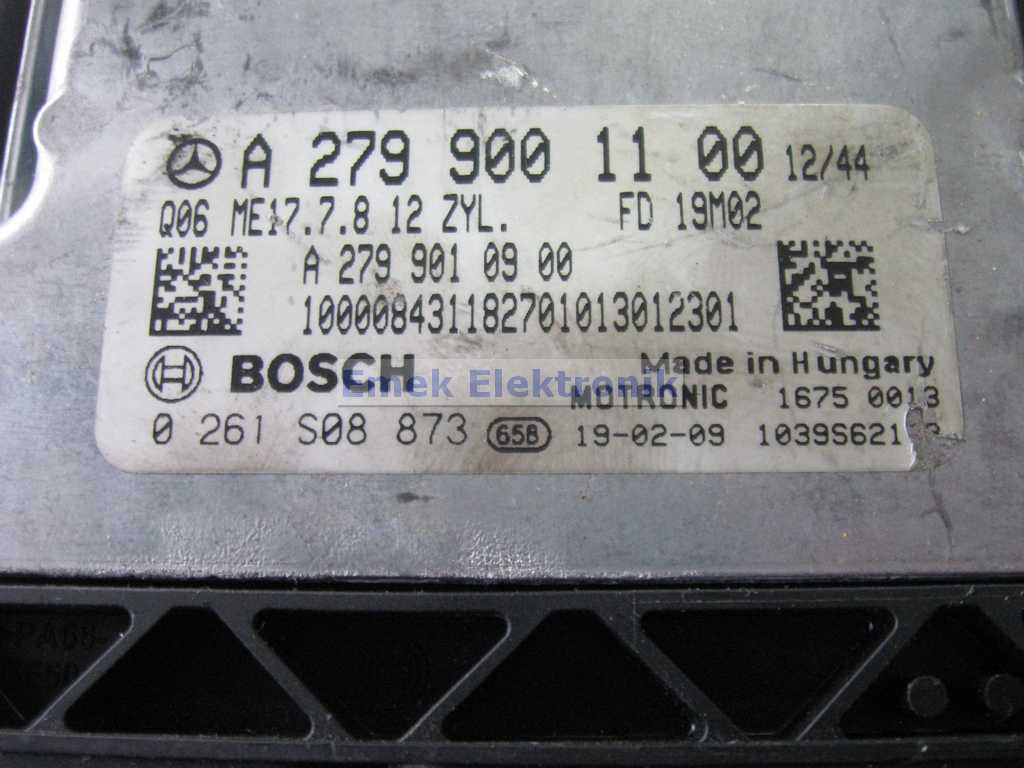 A 279 900 11 00 12/44
Q06 ME17.7.8 12 ZYL. FD 19M02
A 279 901 09 00
100008431182701013012301
BOSCH Made in Hungary
Emek Elektronik
MOTRONIC 1675 0013
0 261 S08 873 658 19-02-09